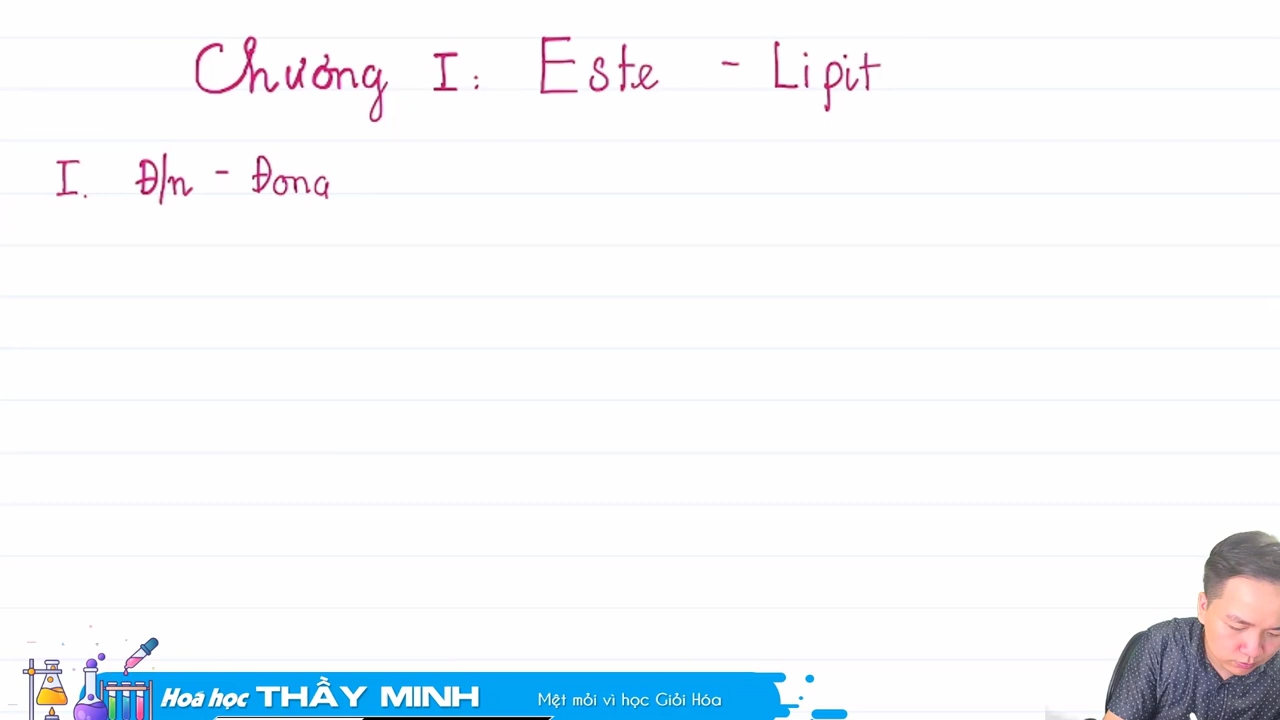 Chương I: Este - Lipit
I. Đ/n - Đong
Hoá học THẦY MINH
Mệt mỏi vì học Giỏi Hóa